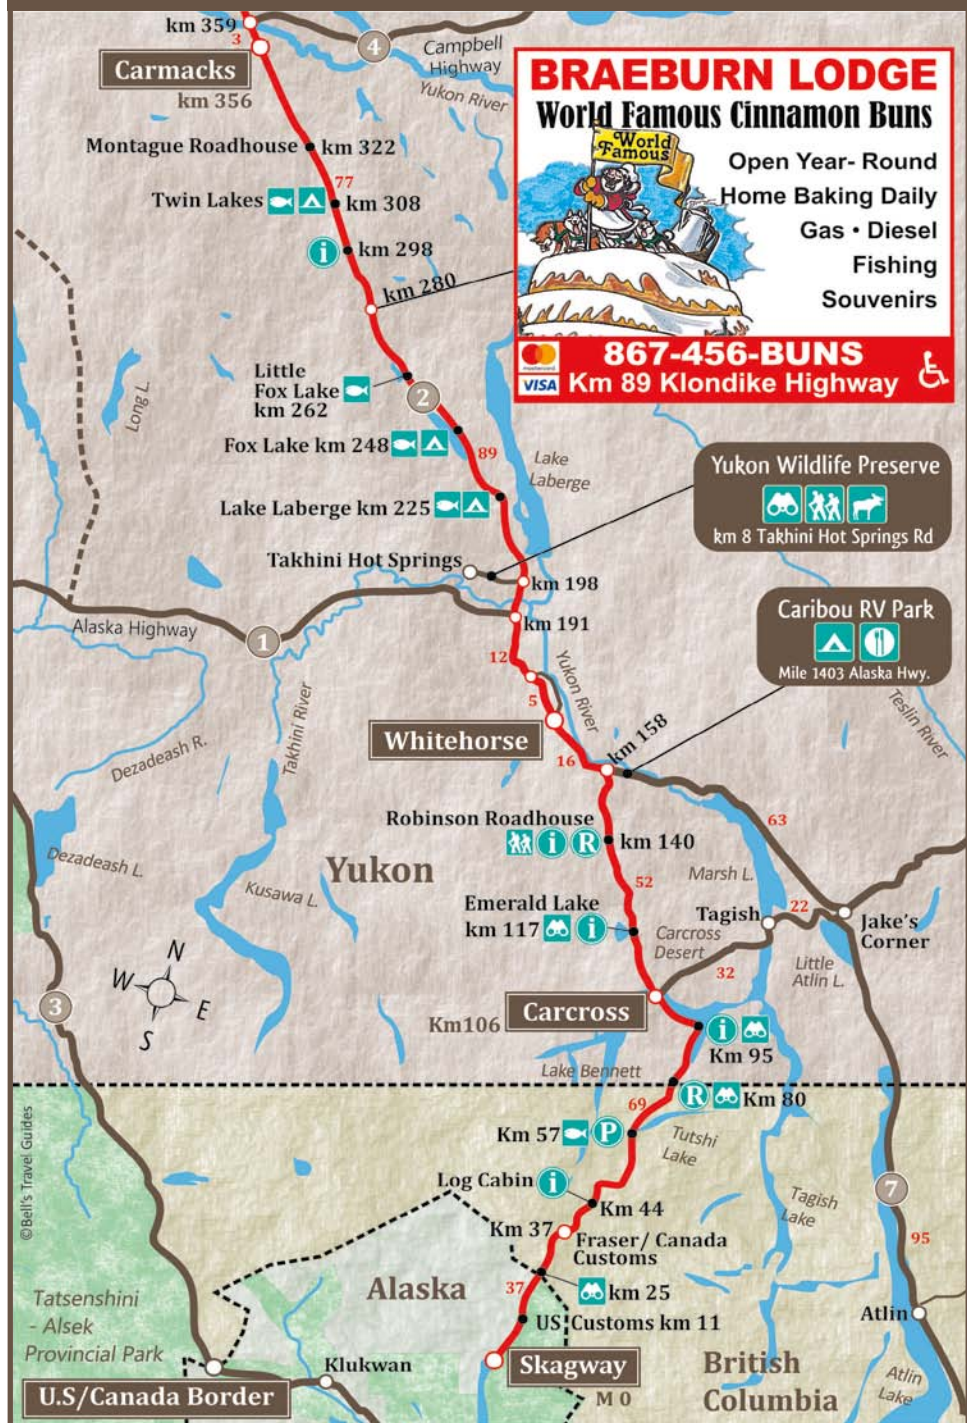 km 359
3
4
Campbell
Highway
Carmacks
km 356
Yukon River
BRAEBURN LODGE
World Famous Cinnamon Buns
World
Famous
Open Year- Round
Home Baking Daily
Gas • Diesel
Fishing
Souvenirs
mastercard
VISA
867-456-BUNS
Km 89 Klondike Highway
Montague Roadhouse
km 322
77
Twin Lakes
km 308
i
km 298
km 280
Little
Fox Lake
km 262
2
Long L.
Fox Lake km 248
89
Lake
Laberge
Lake Laberge km 225
Yukon Wildlife Preserve
km 8 Takhini Hot Springs Rd
Takhini Hot Springs
km 198
km 191
Alaska Highway
1
12
Caribou RV Park
Mile 1403 Alaska Hwy.
Yukon River
5
Takhini River
Teslin River
Whitehorse
Dezadeash R.
16
km 158
Robinson Roadhouse
i
R
km 140
63
Dezadeash L.
Yukon
Kusawa L.
52
Marsh L.
Emerald Lake
km 117
i
Tagish
22
Jake's
Corner
Carcross
Desert
32
Little
Atlin L.
N
W
E
S
3
Km106
Carcross
i
Km 95
Lake Bennett
R
Km 80
69
Km 57
P
Tutshi
Lake
©Bell's Travel Guides
Log Cabin
i
Km 44
Tagish
Lake
7
Km 37
Fraser/ Canada
Customs
95
Alaska
37
km 25
Tatsenshini
- Alsek
Provincial Park
US Customs km 11
Atlin
Klukwan
Skagway
M 0
British
Columbia
Atlin
Lake
U.S/Canada Border